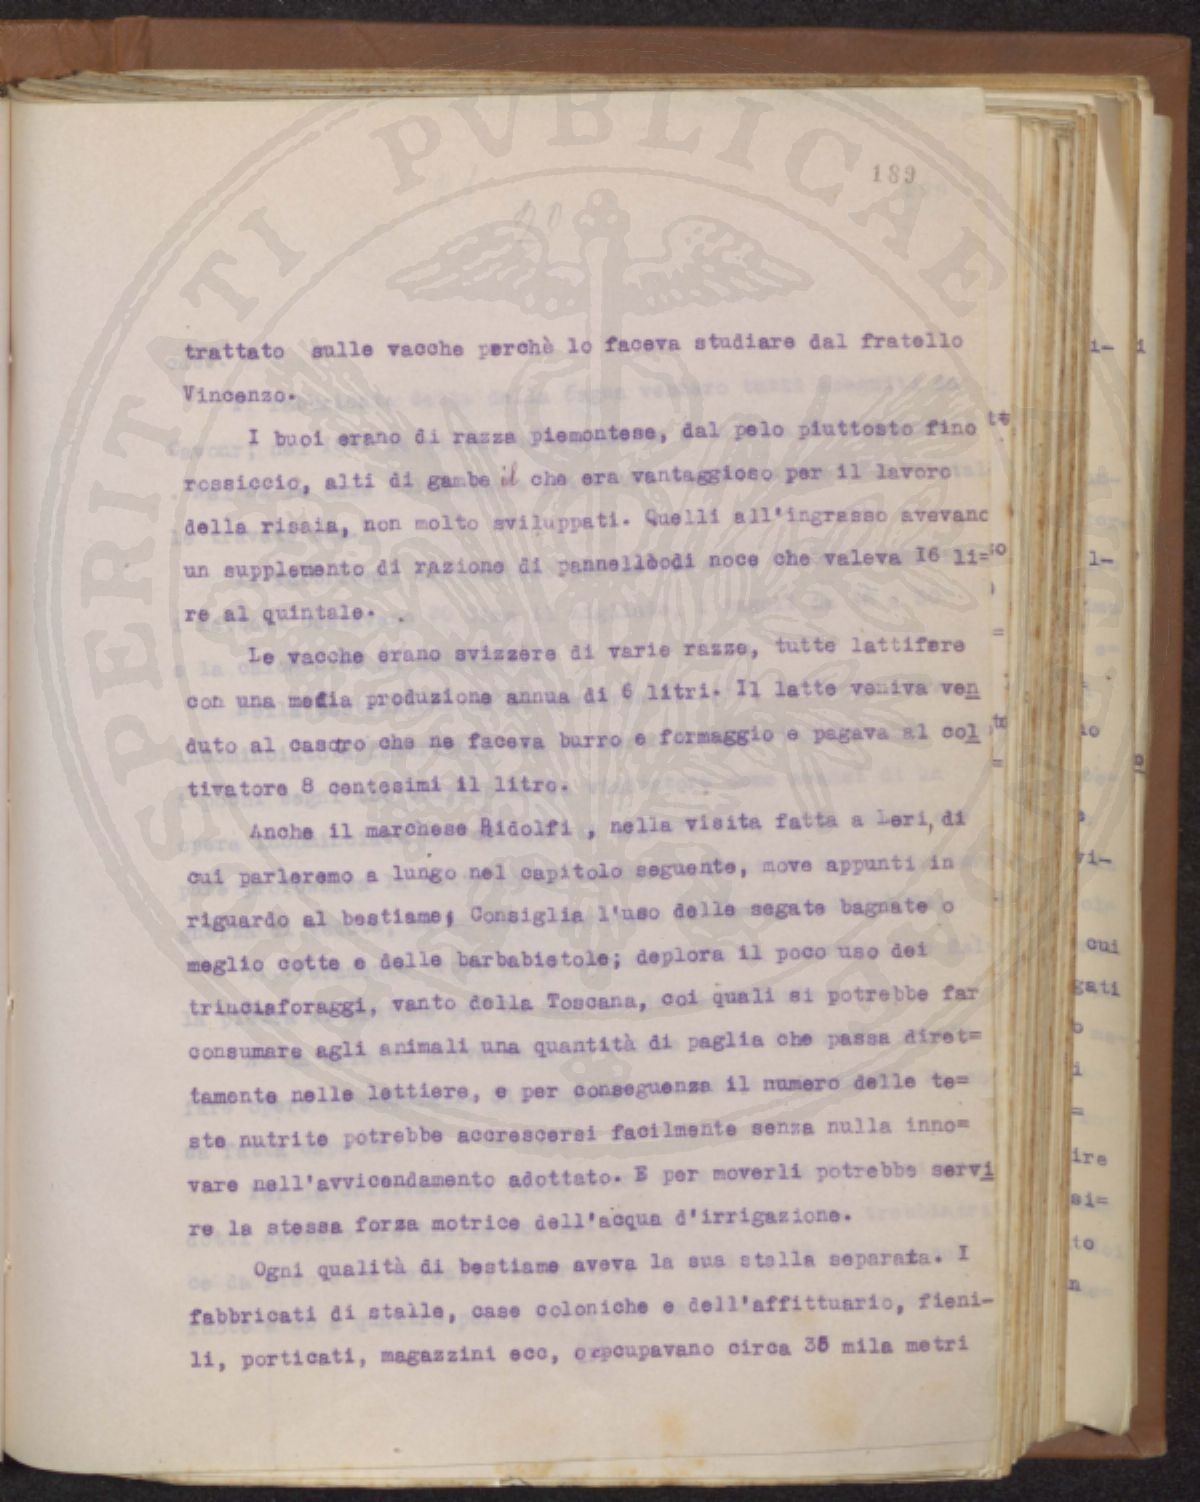 189
trattato sulle vacche perchè lo faceva studiare dal fratello
Vincenzo.
I buoi erano di razza piemontese, dal pelo piuttosto fino
rossiccio, alti di gambe il che era vantaggioso per il lavoro
della risaia, non molto sviluppati. Quelli all'ingrasso avevano
un supplemento di razione di pannellèodi noce che valeva I6 li=
re al quintale.
Le vacche erano svizzere di varie razze, tutte lattifere
con una media produzione annua di 6 litri. Il latte veniva ven
duto al casaro che ne faceva burro e formaggio e pagava al col
tivatore 8 centesimi il litro.
Anche il marchese Ridolfi , nella visita fatta a Leri, di
cui parleremo a lungo nel capitolo seguente, move appunti in
riguardo al bestiame; Consiglia l'uso delle segate bagnate o
meglio cotte e delle barbabietole; deplora il poco uso dei
trinciaforaggi, vanto della Toscana, coi quali si potrebbe far
consumare agli animali una quantità di paglia che passa diret=
tamente nelle lettiere, e per conseguenza il numero delle te=
ste nutrite potrebbe accrescersi facilmente senza nulla inno=
vare nell'avvicendamento adottato. E per moverli potrebbe servi
re la stessa forza motrice dell'acqua d'irrigazione.
Ogni qualità di bestiame aveva la sua stalla separata. I
fabbricati di stalle, case coloniche e dell'affittuario, fieni-
li, porticati, magazzini ecc, occupavano circa 35 mila metri
SPERITATI PVBLICAE